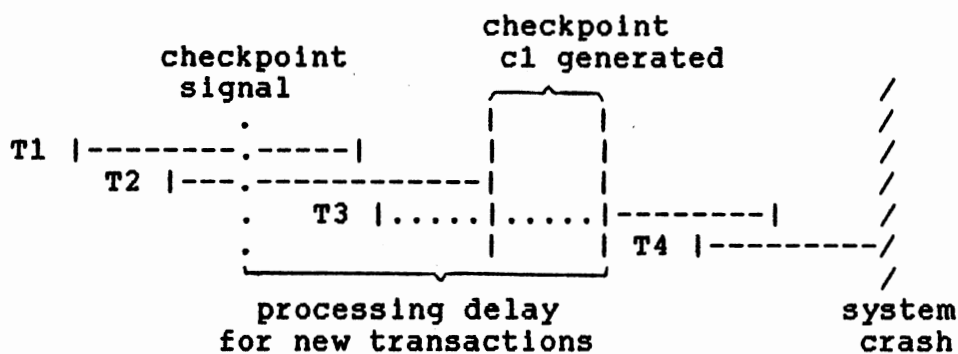 checkpoint
c1 generated
checkpoint
signal
T1
T2
T3
T4
processing delay
for new transactions
system
crash